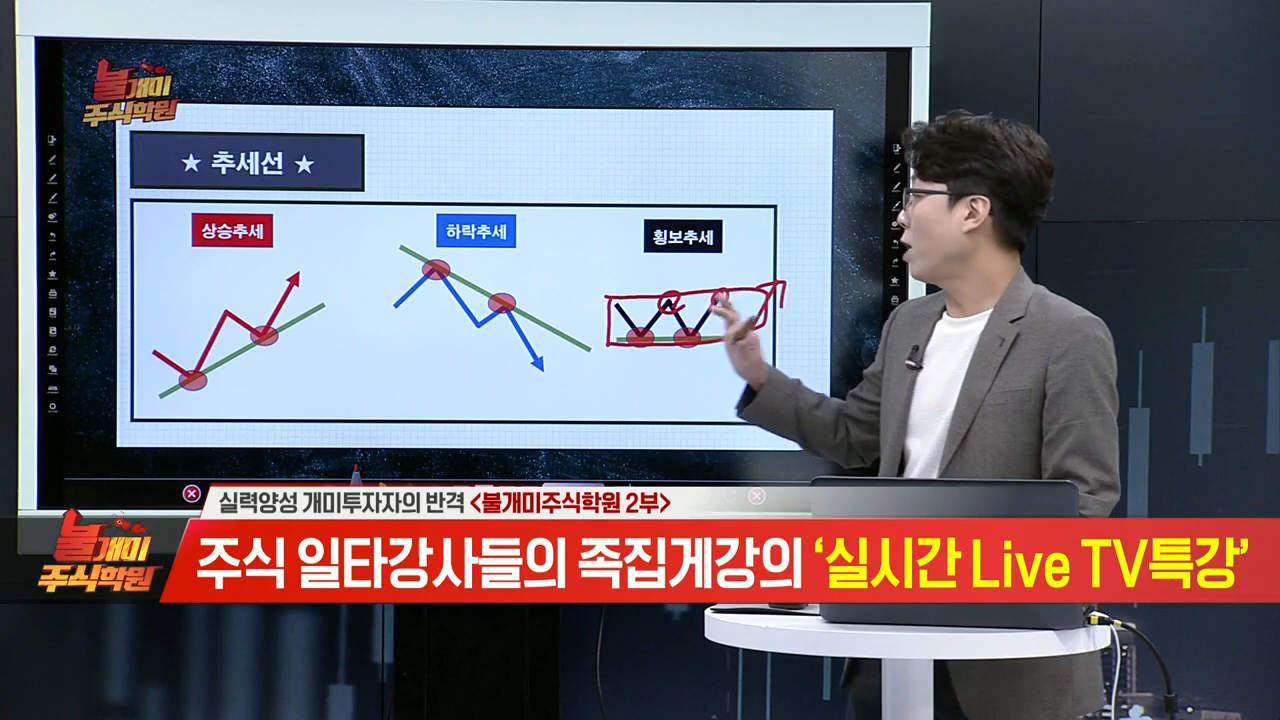 불개미
주식학원
★ 추세선 ★
상승추세
하락추세
횡보추세
실력양성 개미투자자의 반격 <불개미주식학원 2부>
불개미
주식학원
주식 일타강사들의 족집게강의 ‘실시간 Live TV특강’